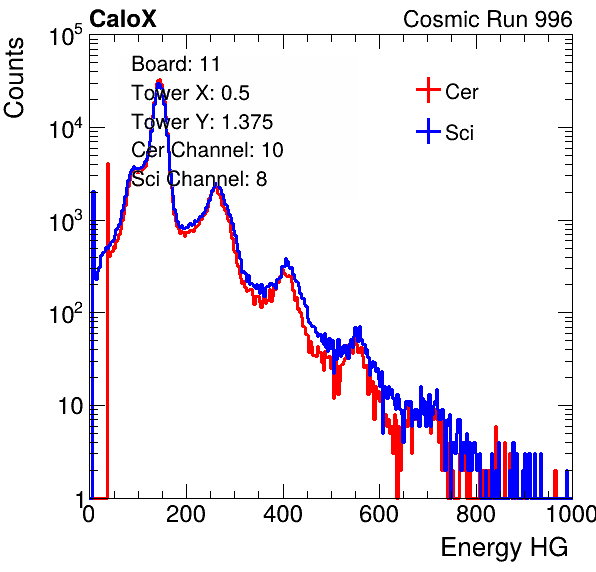 CaloX Cosmic Run 996
Counts
10^5
10^4
10^3
10^2
10
1
Board: 11
Tower X: 0.5
Tower Y: 1.375
Cer Channel: 10
Sci Channel: 8
Cer
Sci
0 200 400 600 800 1000
Energy HG